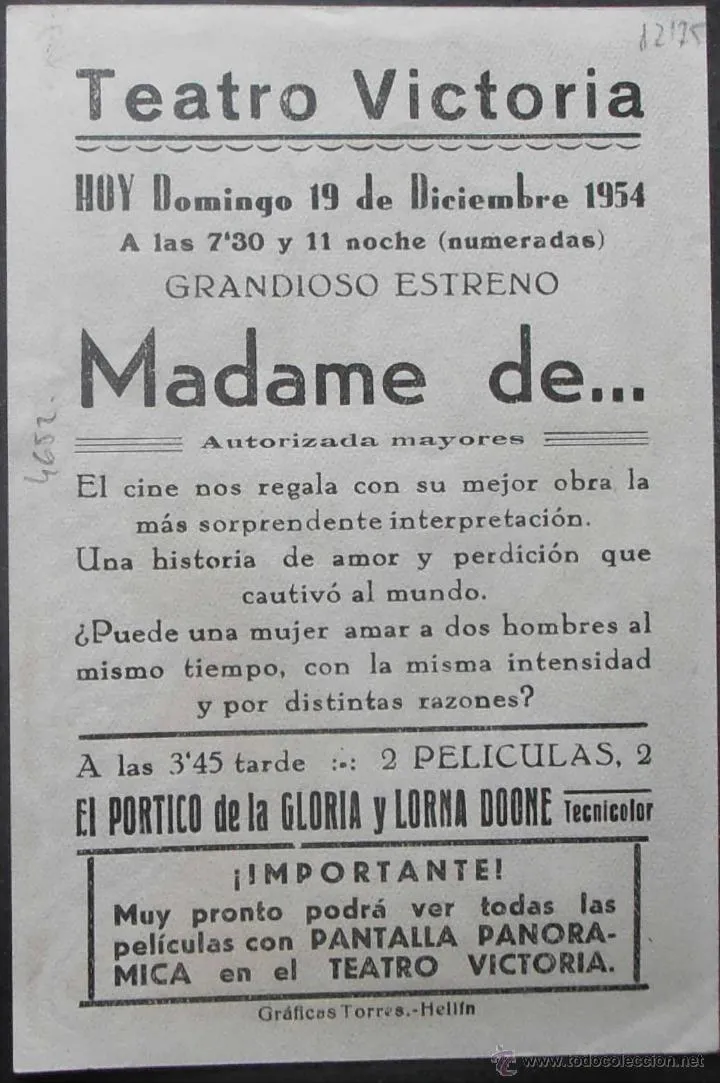 12175
Teatro Victoria
HOY Domingo 19 de Diciembre 1954
A las 7'30 y 11 noche (numeradas)
GRANDIOSO ESTRENO
Madame de...
Autorizada mayores
4652.
El cine nos regala con su mejor obra la
más sorprendente interpretación.
Una historia de amor y perdición que
cautivó al mundo.
¿Puede una mujer amar a dos hombres al
mismo tiempo, con la misma intensidad
y por distintas razones?
A las 3'45 tarde :-: 2 PELICULAS, 2
El PORTICO de la GLORIA y LORNA DOONE Tecnicolor
¡IMPORTANTE!
Muy pronto podrá ver todas las
películas con PANTALLA PANORA-
MICA en el TEATRO VICTORIA.
Gráficas Torres.-Hellín
www.todocoleccion.net